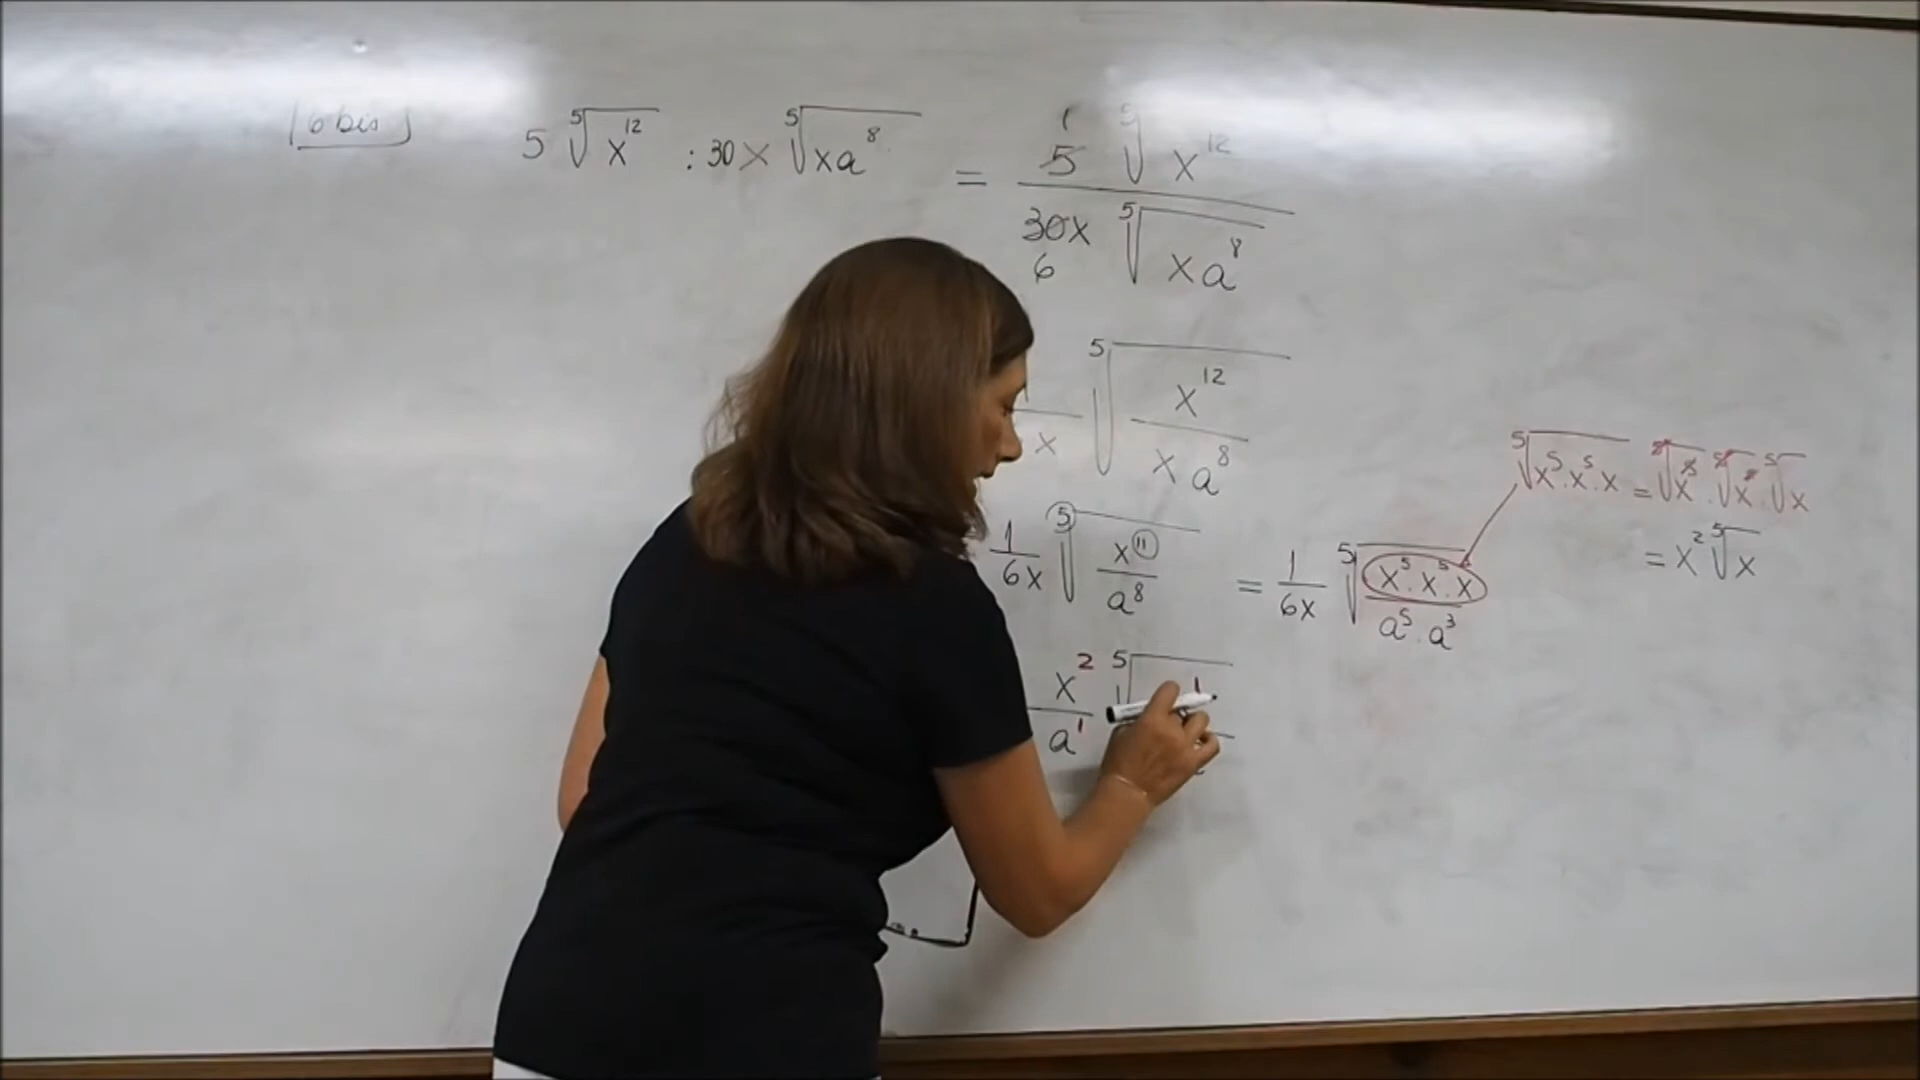 6 bis
5 ⁵√x¹² : 30x ⁵√xa⁸ = 5 1 ⁵√x¹² / 30x 6 ⁵√xa⁸
x ⁵√(x¹² / xa⁸)
1/6x ⁵√(x¹¹ / a⁸) = 1/6x ⁵√(x⁵.x⁵.x / a⁵.a³)
⁵√x⁵.x⁵.x = ⁵√x⁵ . ⁵√x⁵ . ⁵√x
= x² ⁵√x
x² / a¹ ⁵√